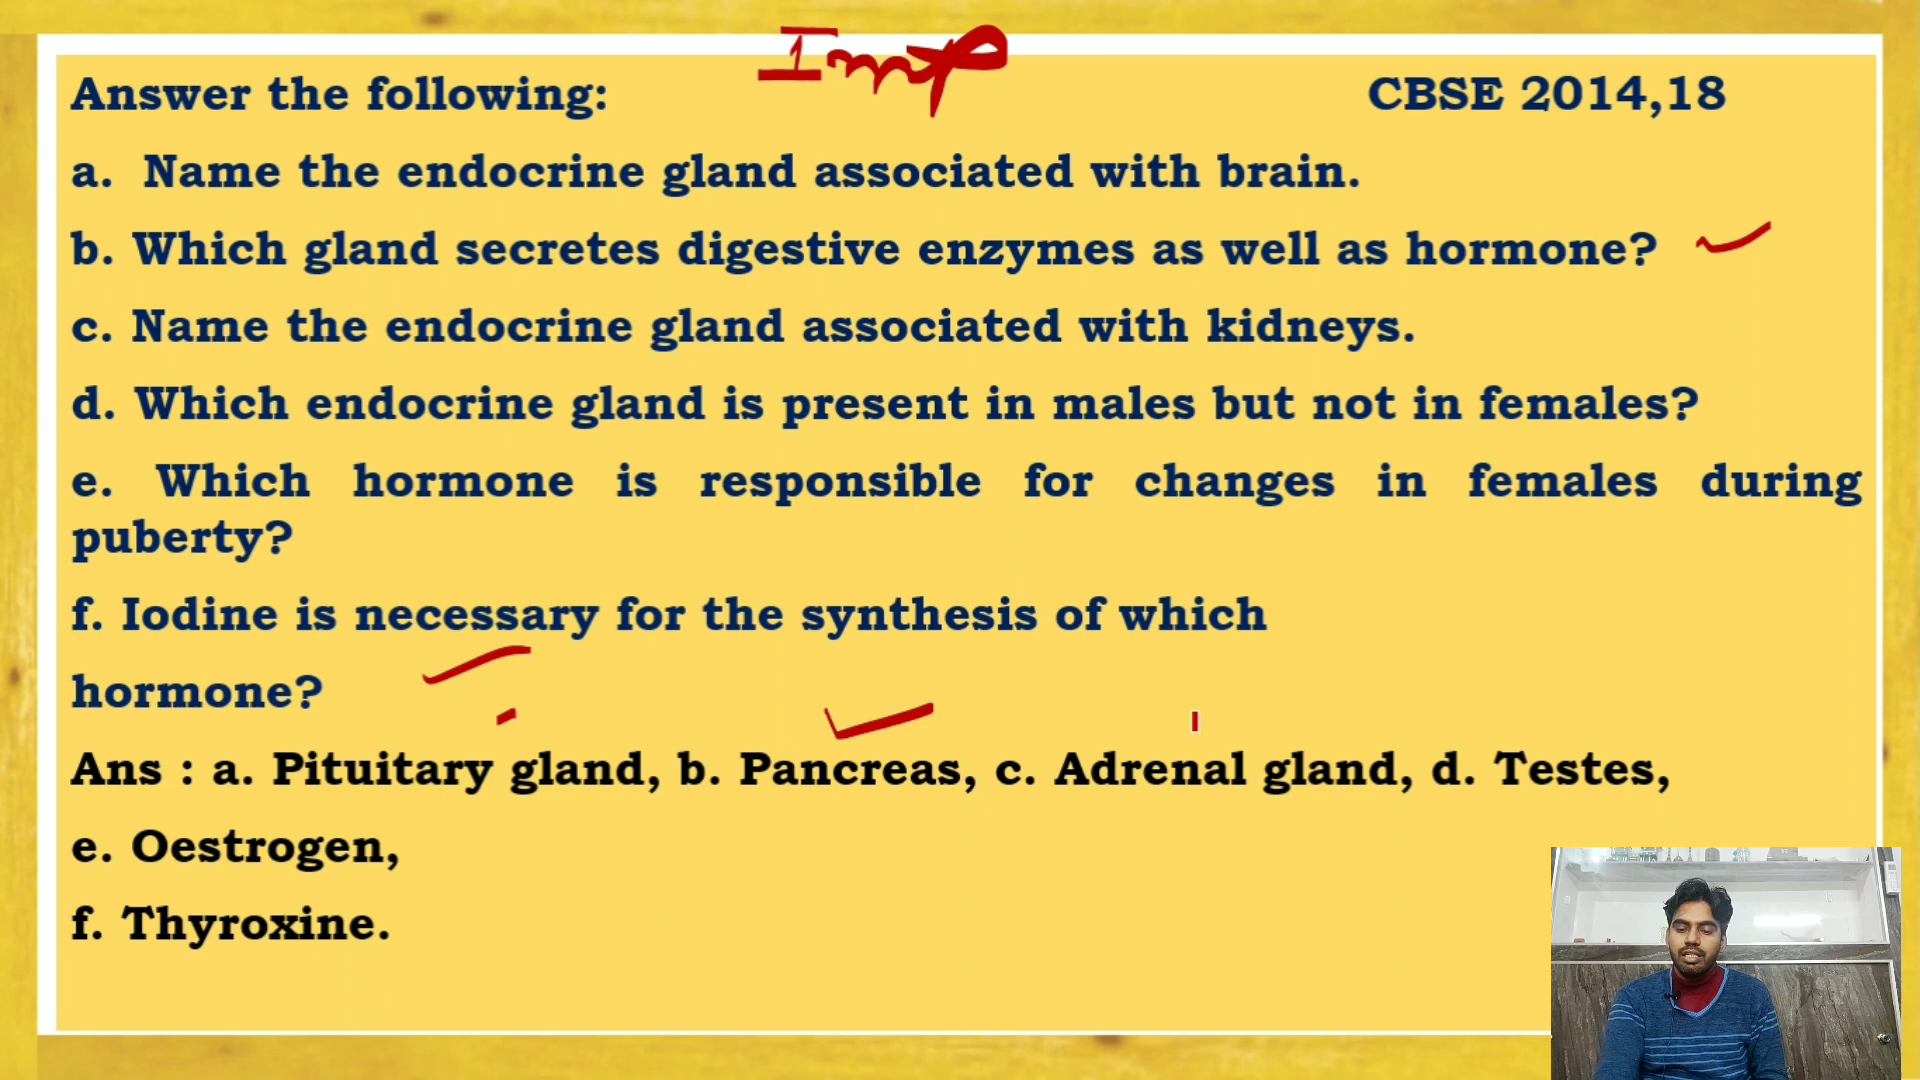 Imp
Answer the following: CBSE 2014,18
a. Name the endocrine gland associated with brain.
b. Which gland secretes digestive enzymes as well as hormone?
c. Name the endocrine gland associated with kidneys.
d. Which endocrine gland is present in males but not in females?
e. Which hormone is responsible for changes in females during
puberty?
f. Iodine is necessary for the synthesis of which
hormone?
Ans : a. Pituitary gland, b. Pancreas, c. Adrenal gland, d. Testes,
e. Oestrogen,
f. Thyroxine.